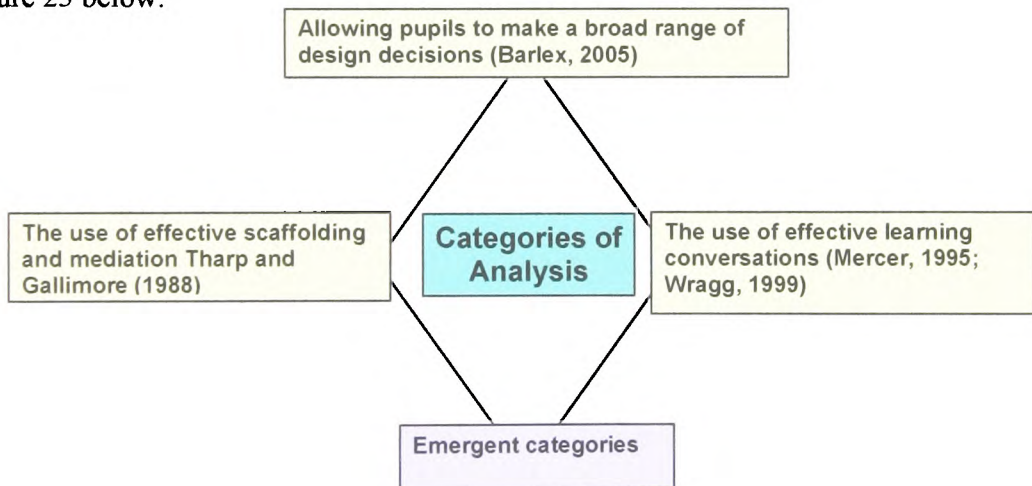 ure 25 below.
Allowing pupils to make a broad range of
design decisions (Barlex, 2005)
The use of effective scaffolding
and mediation Tharp and
Gallimore (1988)
Categories of
Analysis
The use of effective learning
conversations (Mercer, 1995;
Wragg, 1999)
Emergent categories